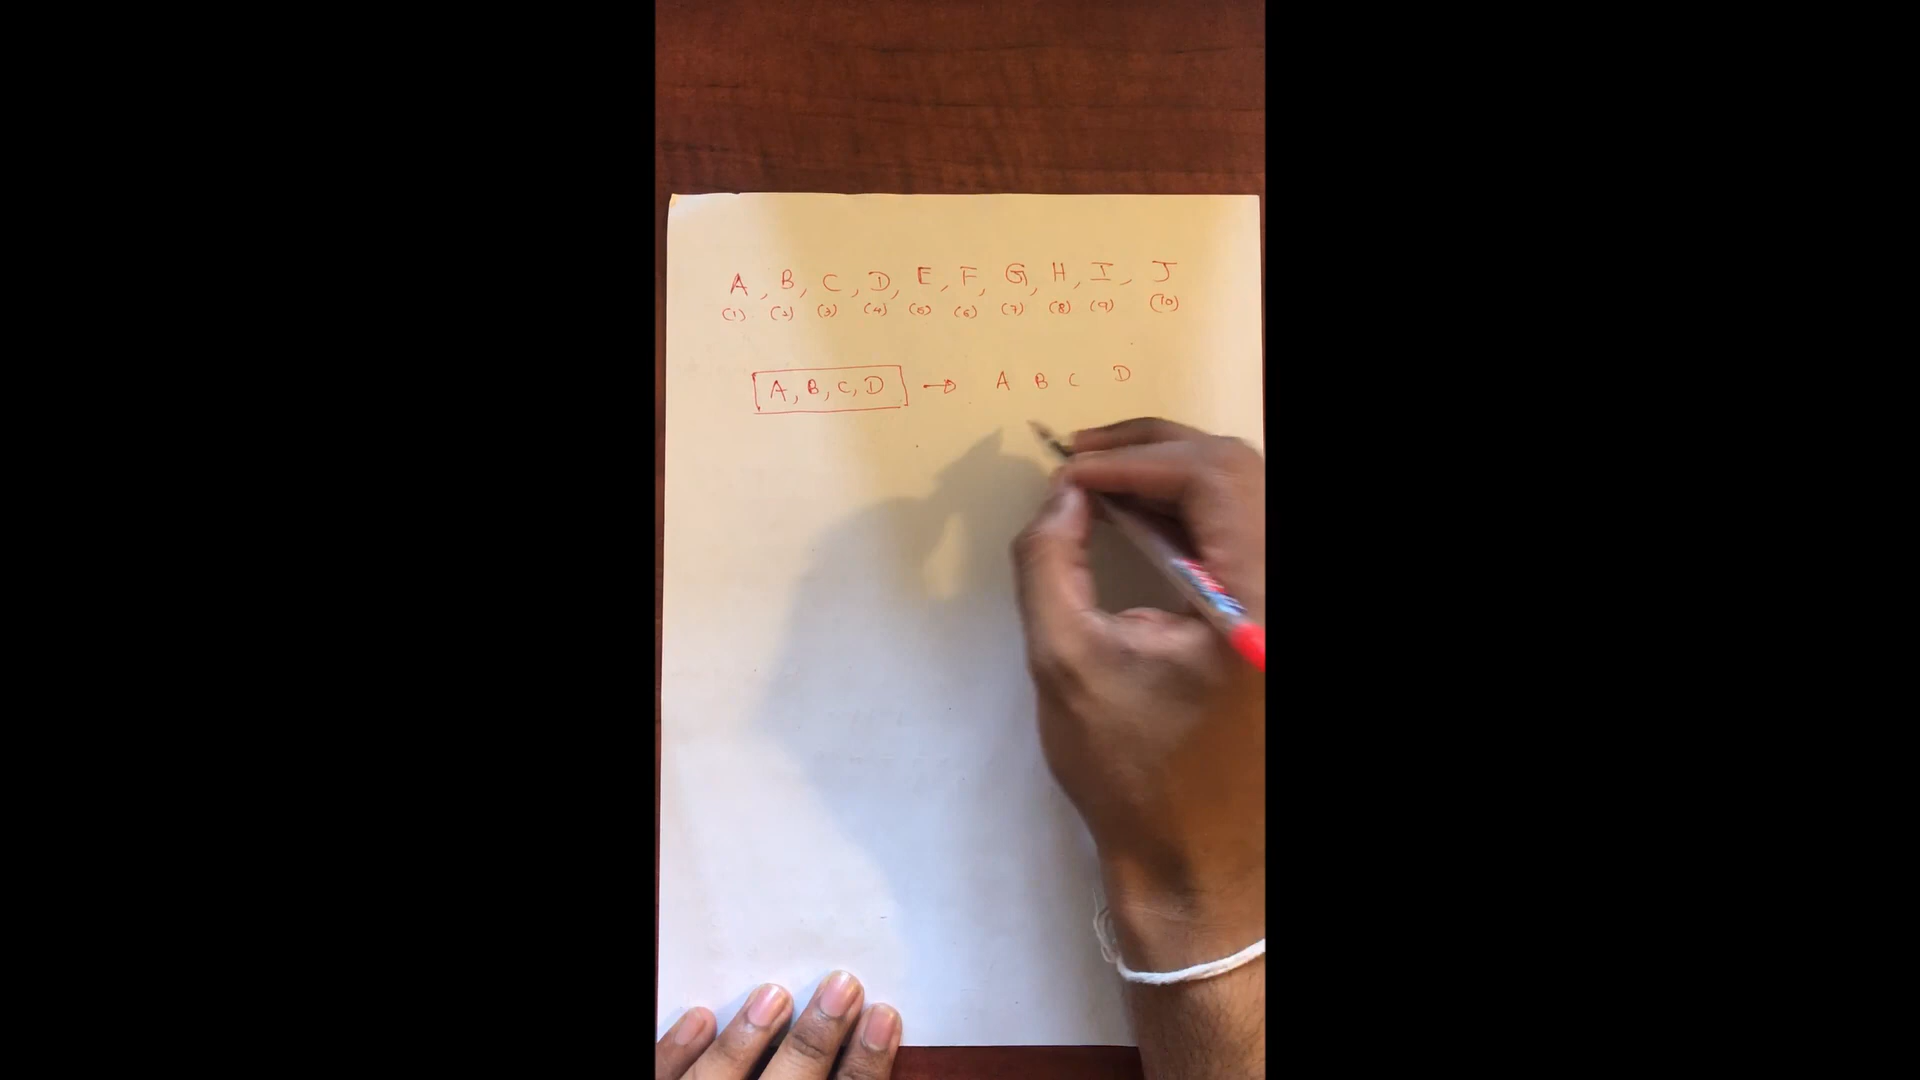 A, B, C, D, E, F, G, H, I, J
(1) (2) (3) (4) (5) (6) (7) (8) (9) (10)
A, B, C, D → A B C D